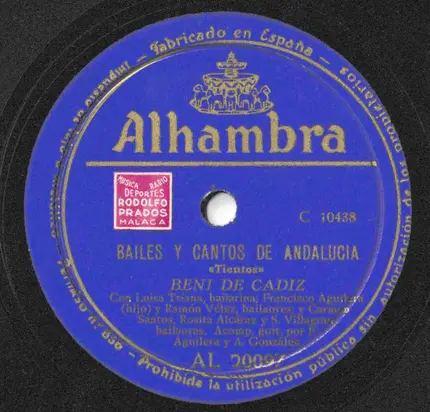 Fabricado en España
Alhambra
MUSICA RADIO
DEPORTES
RODOLFO
PRADOS
MALAGA
C 10438
BAILES Y CANTOS DE ANDALUCIA
«Tientos»
BENI DE CADIZ
Con Luisa Triana, bailarina; Francisco Aguilera
(hijo) y Ramón Vélez, bailaores; y Carmen
Santos, Rosita Alcáraz y S. Villagómez
bailaoras. Acomp. guit. por
Aguilera y A. González
AL
Prohibida la utilización pública sin autorización de los propietarios